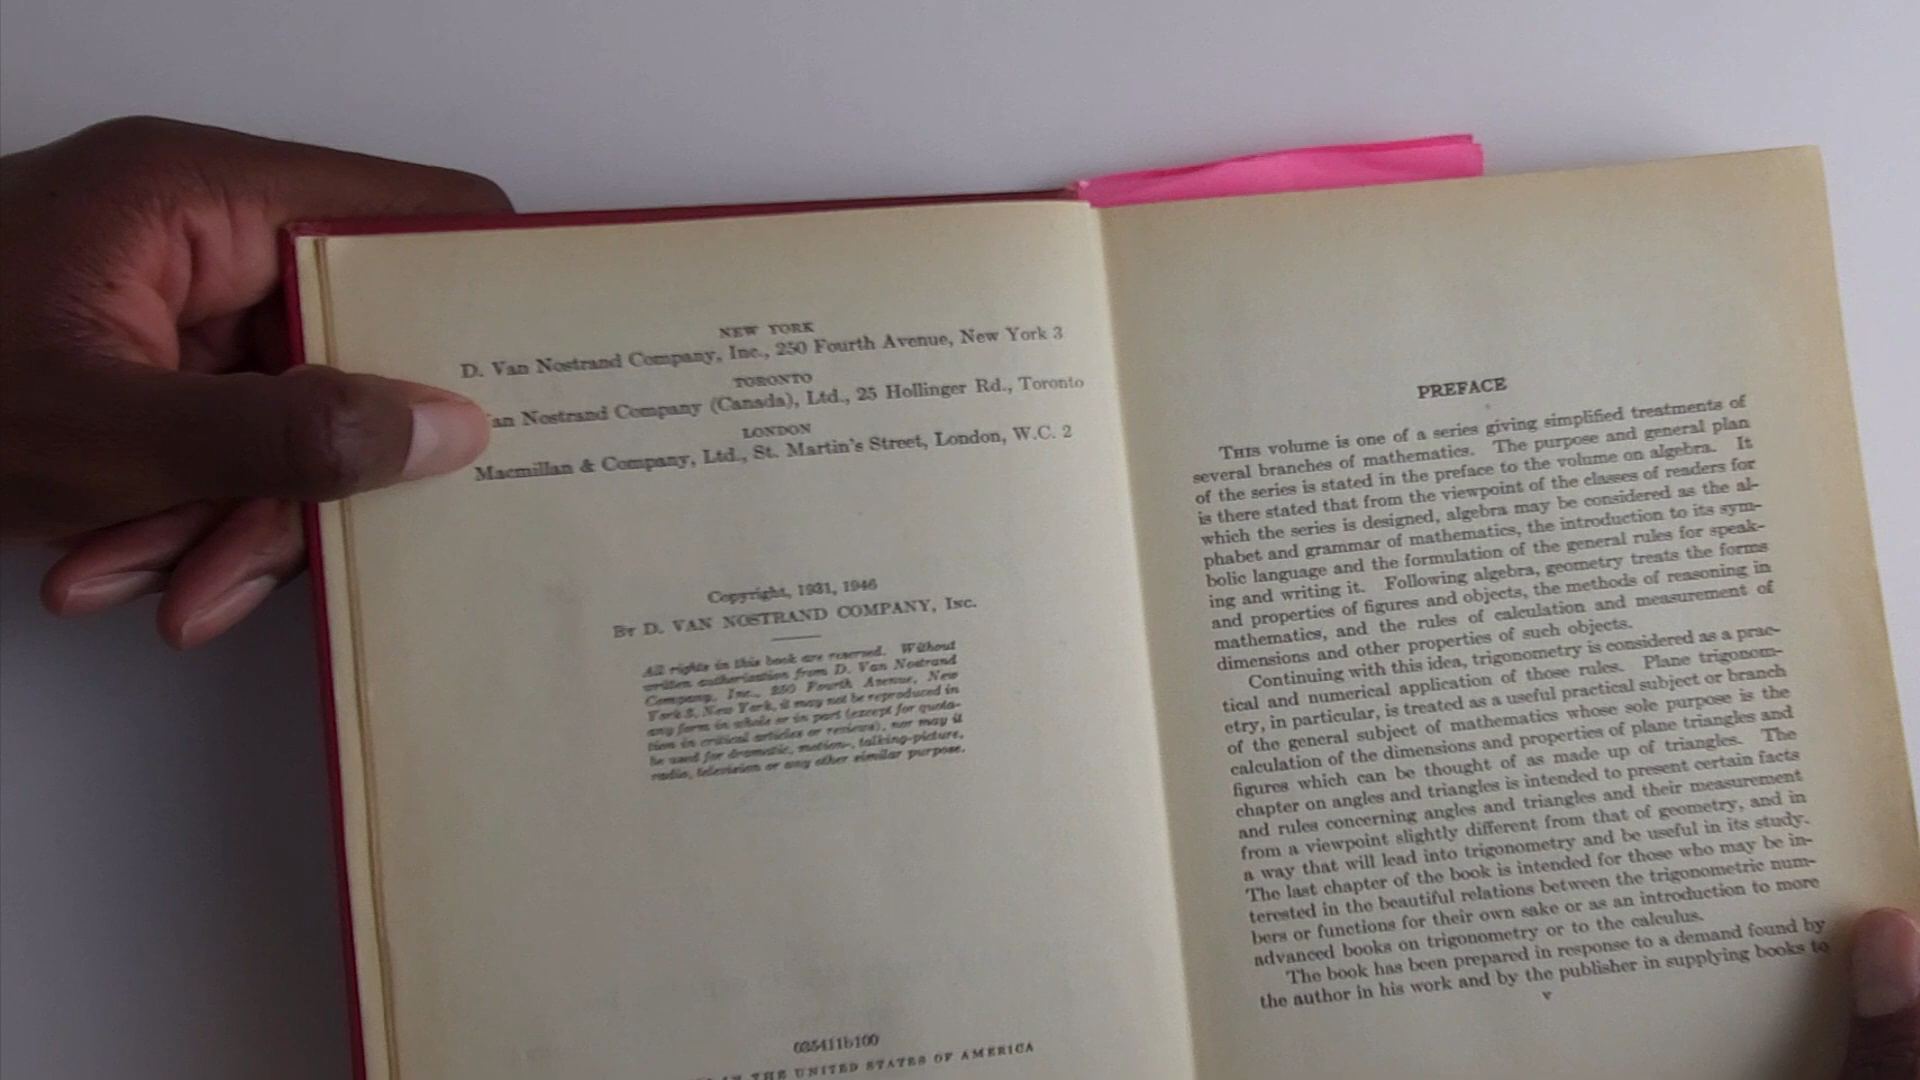 NEW YORK
D. Van Nostrand Company, Inc., 250 Fourth Avenue, New York 3
TORONTO
an Nostrand Company (Canada), Ltd., 25 Hollinger Rd., Toronto
LONDON
Macmillan & Company, Ltd., St. Martin's Street, London, W.C. 2
Copyright, 1931, 1946
By D. VAN NOSTRAND COMPANY, Inc.
All rights in this book are reserved. Without
written authorization from D. Van Nostrand
Company, Inc., 250 Fourth Avenue, New
York 3, New York, it may not be reproduced in
any form in whole or in part (except for quota-
tion in critical articles or reviews), nor may it
be used for dramatic, motion-, talking-picture,
radio, television or any other similar purpose.
035411b100
IN THE UNITED STATES OF AMERICA
PREFACE
THIS volume is one of a series giving simplified treatments of
several branches of mathematics. The purpose and general plan
of the series is stated in the preface to the volume on algebra. It
is there stated that from the viewpoint of the classes of readers for
which the series is designed, algebra may be considered as the al-
phabet and grammar of mathematics, the introduction to its sym-
bolic language and the formulation of the general rules for speak-
ing and writing it. Following algebra, geometry treats the forms
and properties of figures and objects, the methods of reasoning in
mathematics, and the rules of calculation and measurement of
dimensions and other properties of such objects.
Continuing with this idea, trigonometry is considered as a prac-
tical and numerical application of those rules. Plane trigonom-
etry, in particular, is treated as a useful practical subject or branch
of the general subject of mathematics whose sole purpose is the
calculation of the dimensions and properties of plane triangles and
figures which can be thought of as made up of triangles. The
chapter on angles and triangles is intended to present certain facts
and rules concerning angles and triangles and their measurement
from a viewpoint slightly different from that of geometry, and in
a way that will lead into trigonometry and be useful in its study.
The last chapter of the book is intended for those who may be in-
terested in the beautiful relations between the trigonometric num-
bers or functions for their own sake or as an introduction to more
advanced books on trigonometry or to the calculus.
The book has been prepared in response to a demand found by
the author in his work and by the publisher in supplying books to
v